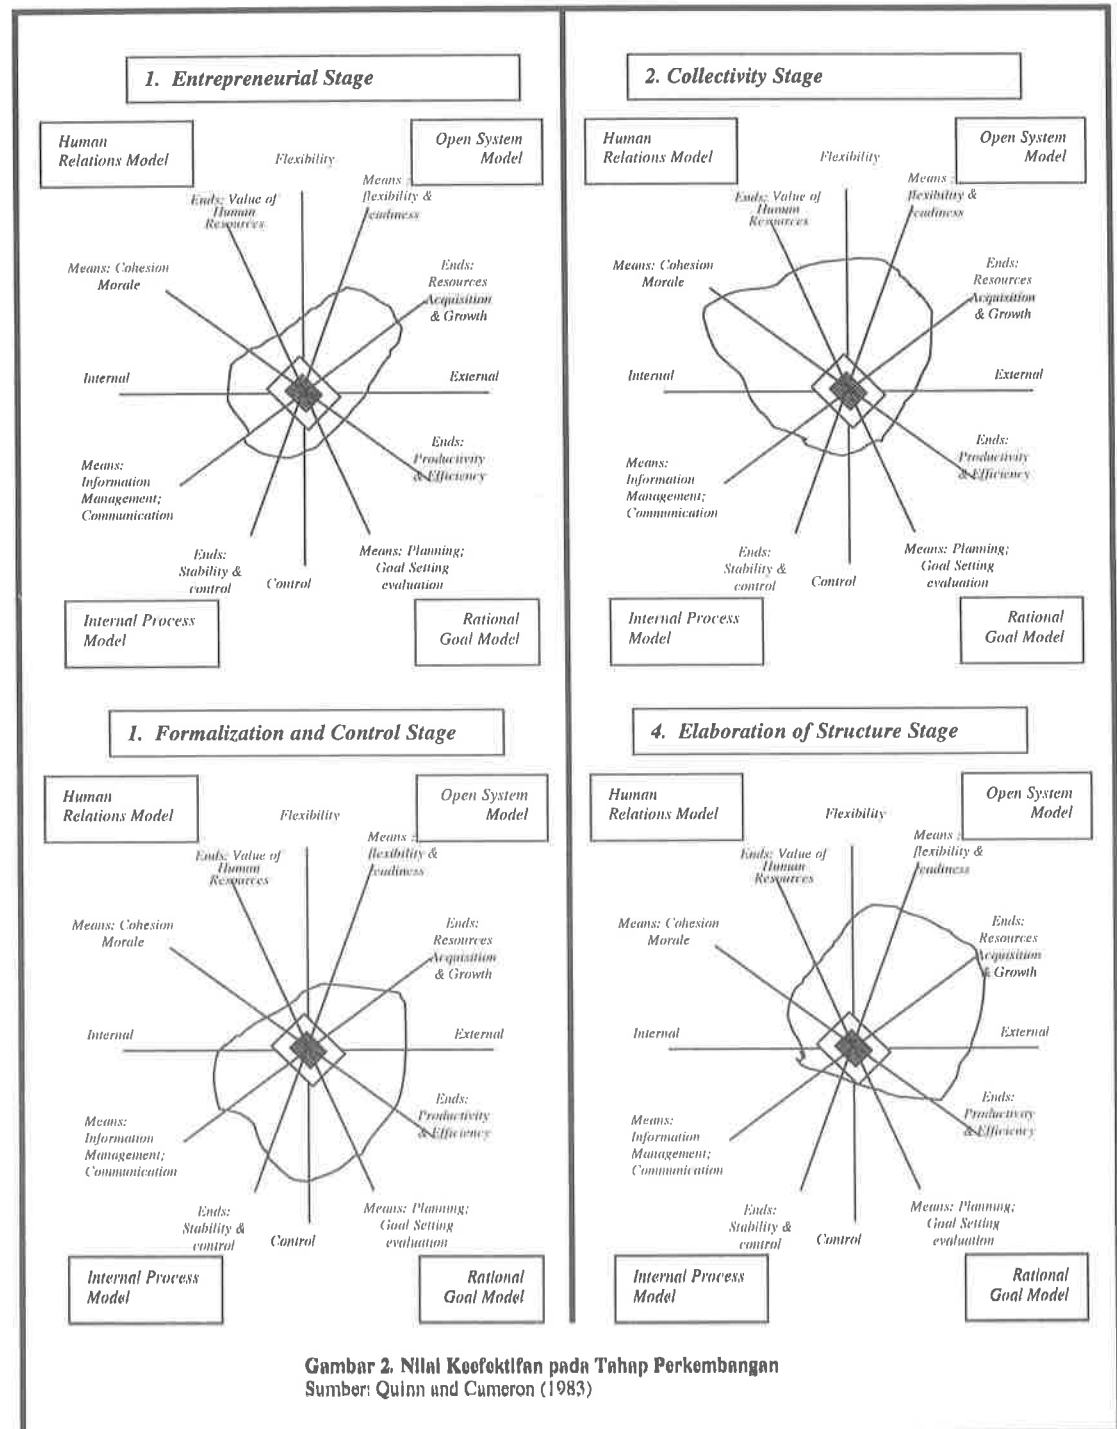 1. Entrepreneurial Stage
Human
Relations Model
Open System
Model
Flexibility
Means :
flexibility &
readiness
Ends: Value of
Human
Resources
Means: Cohesion
Morale
Ends:
Resources
Acquisition
& Growth
Internal
External
Ends:
Productivity
& Efficiency
Means:
Information
Management;
Communication
Ends:
Stability &
control
Control
Means: Planning;
Goal Setting
evaluation
Internal Process
Model
Rational
Goal Model
2. Collectivity Stage
Human
Relations Model
Open System
Model
Flexibility
Means :
flexibility &
readiness
Ends: Value of
Human
Resources
Means: Cohesion
Morale
Ends:
Resources
Acquisition
& Growth
Internal
External
Ends:
Productivity
& Efficiency
Means:
Information
Management;
Communication
Ends:
Stability &
control
Control
Means: Planning;
Goal Setting
evaluation
Internal Process
Model
Rational
Goal Model
1. Formalization and Control Stage
Human
Relations Model
Open System
Model
Flexibility
Means :
flexibility &
readiness
Ends: Value of
Human
Resources
Means: Cohesion
Morale
Ends:
Resources
Acquisition
& Growth
Internal
External
Ends:
Productivity
& Efficiency
Means:
Information
Management;
Communication
Ends:
Stability &
control
Control
Means: Planning;
Goal Setting
evaluation
Internal Process
Model
Rational
Goal Model
4. Elaboration of Structure Stage
Human
Relations Model
Open System
Model
Flexibility
Means :
flexibility &
readiness
Ends: Value of
Human
Resources
Means: Cohesion
Morale
Ends:
Resources
Acquisition
& Growth
Internal
External
Ends:
Productivity
& Efficiency
Means:
Information
Management;
Communication
Ends:
Stability &
control
Control
Means: Planning;
Goal Setting
evaluation
Internal Process
Model
Rational
Goal Model
Gambar 2. Nilai Keefektifan pada Tahap Perkembangan
Sumber: Quinn and Cameron (1983)